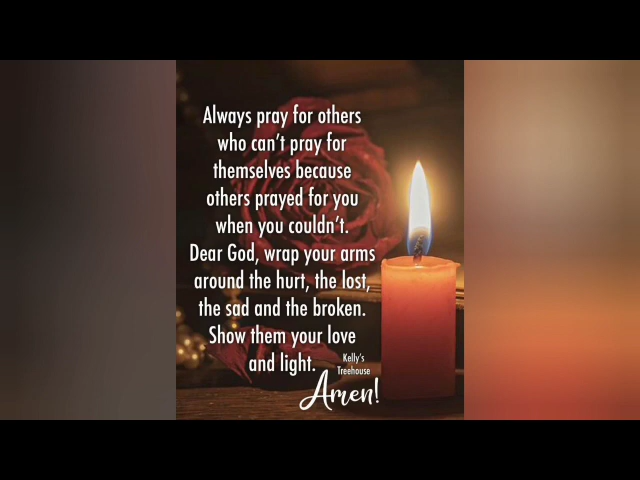 Always pray for others
who can't pray for
themselves because
others prayed for you
when you couldn't.
Dear God, wrap your arms
around the hurt, the lost,
the sad and the broken.
Show them your love
and light.
Kelly's
Treehouse
Amen!